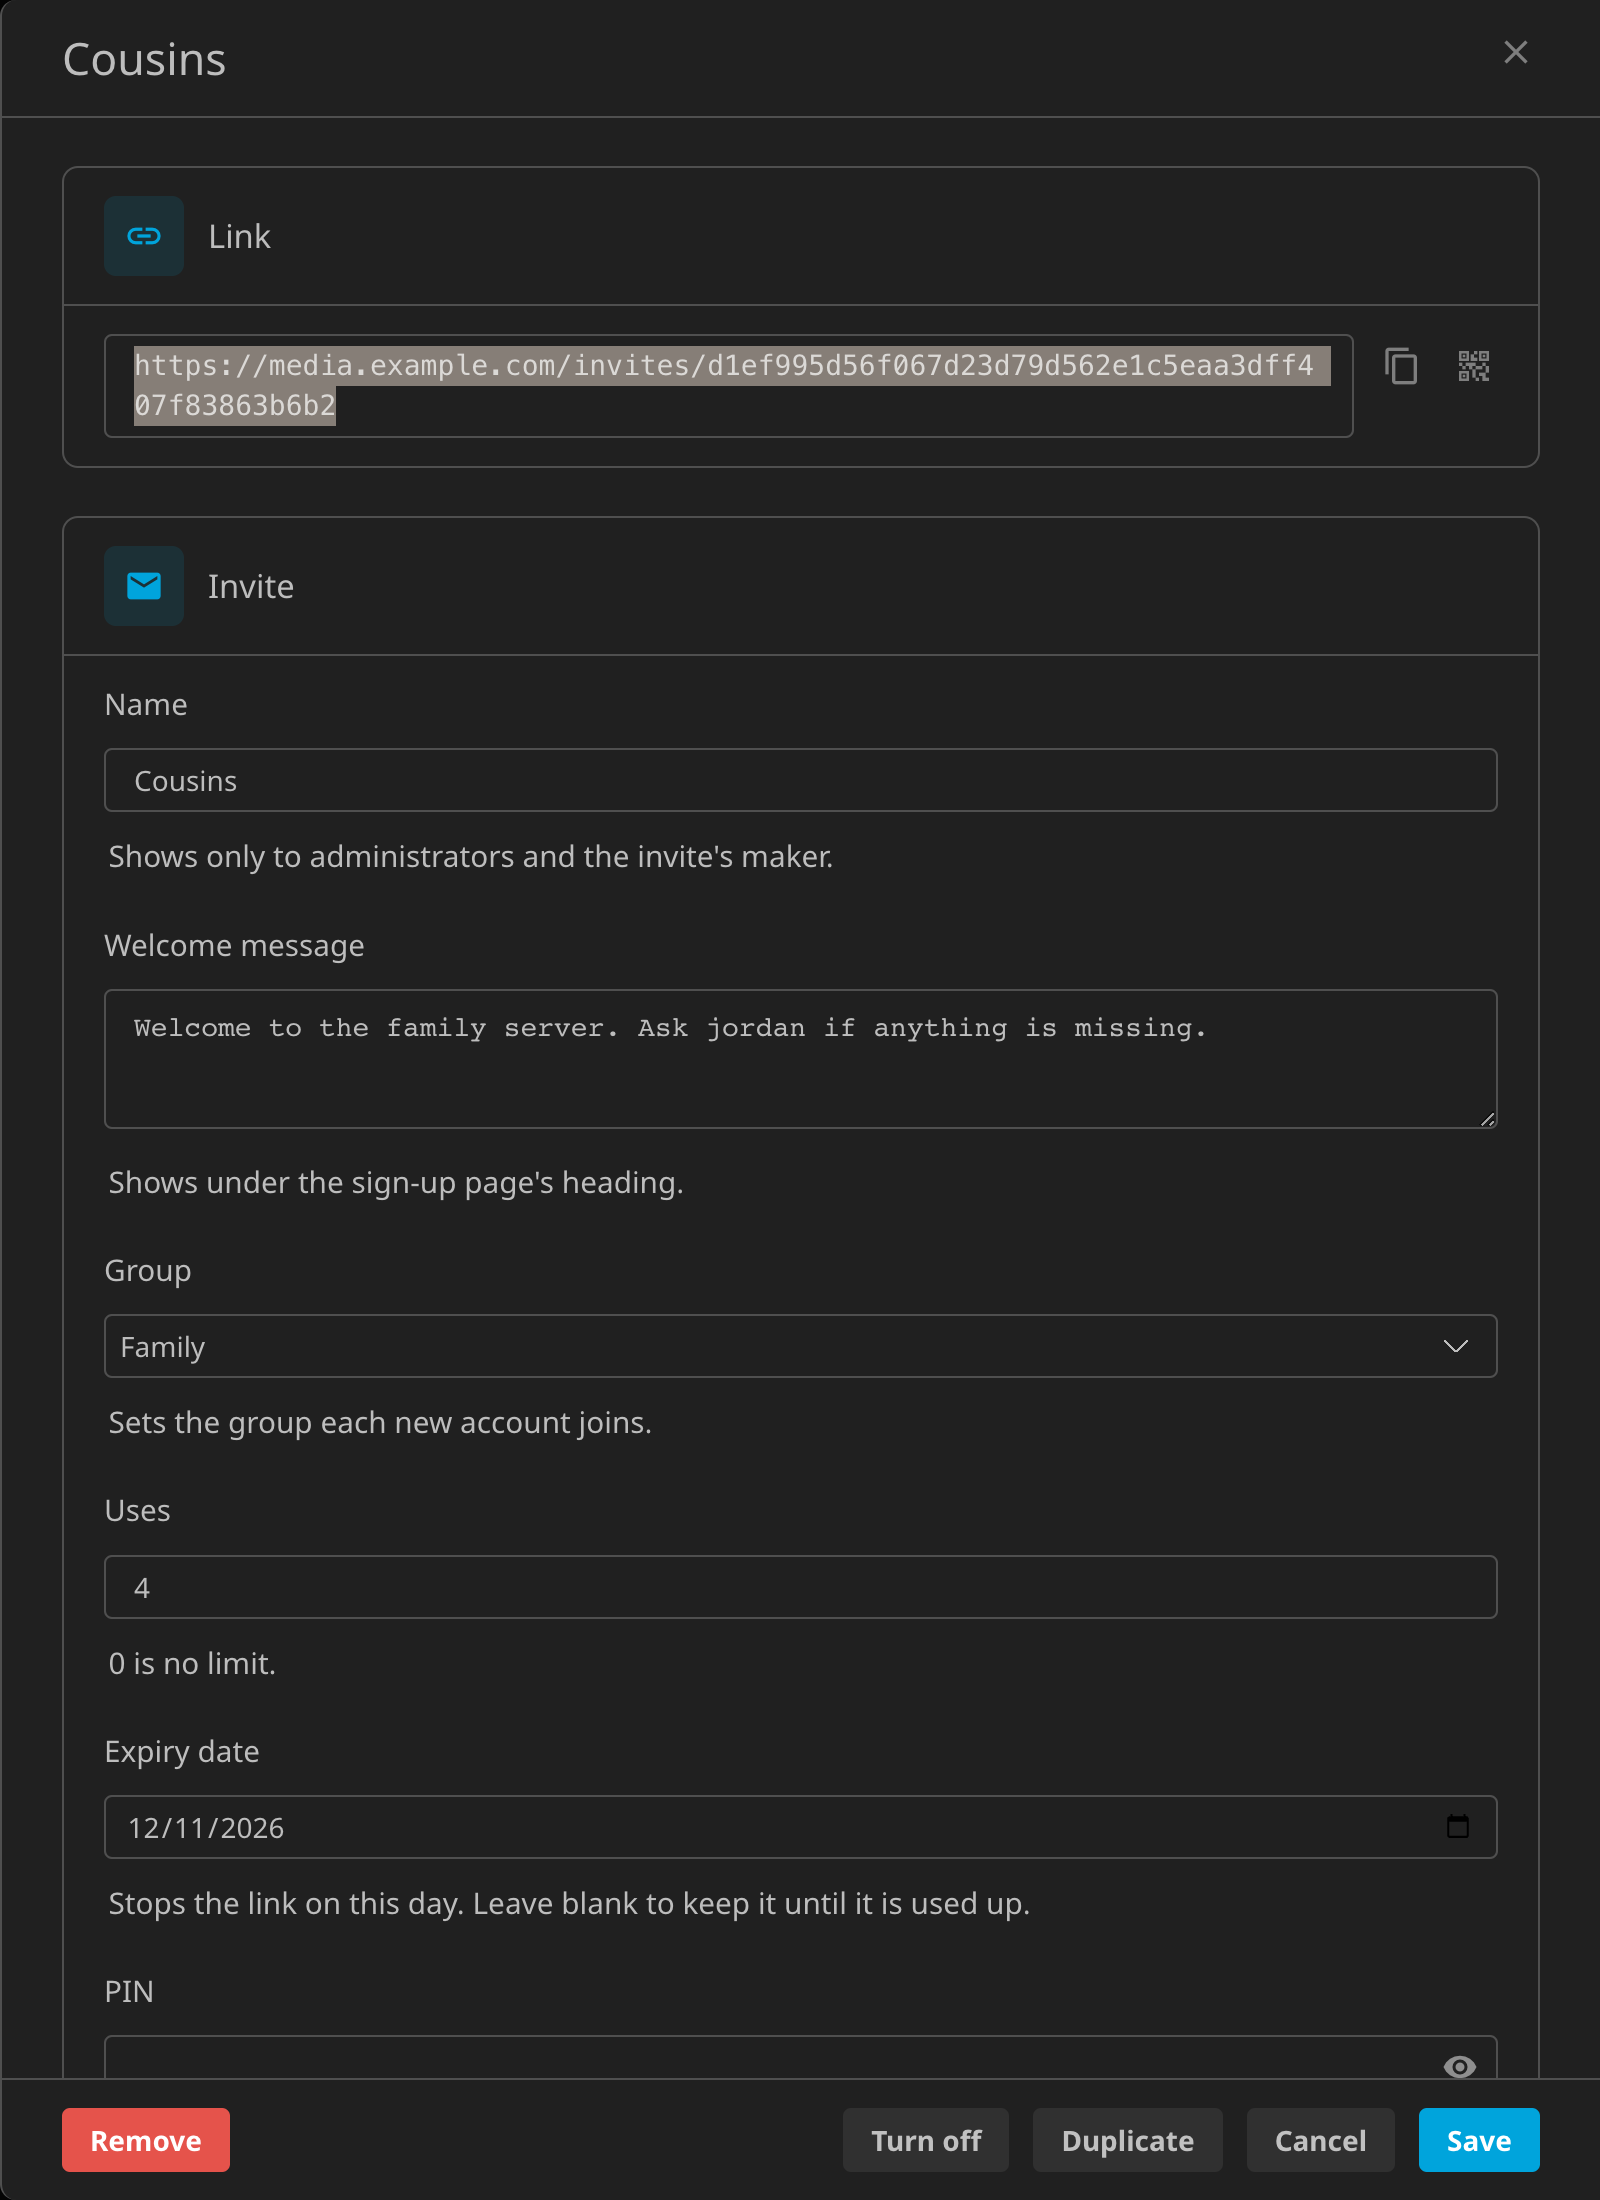 Cousins
Link
https://media.example.com/invites/d1ef995d56f067d23d79d562e1c5eaa3dff4
07f83863b6b2
Invite
Name
Cousins
Shows only to administrators and the invite's maker.
Welcome message
Welcome to the family server. Ask jordan if anything is missing.
Shows under the sign-up page's heading.
Group
Family
Sets the group each new account joins.
Uses
4
0 is no limit.
Expiry date
12/11/2026
Stops the link on this day. Leave blank to keep it until it is used up.
PIN
Remove
Turn off
Duplicate
Cancel
Save